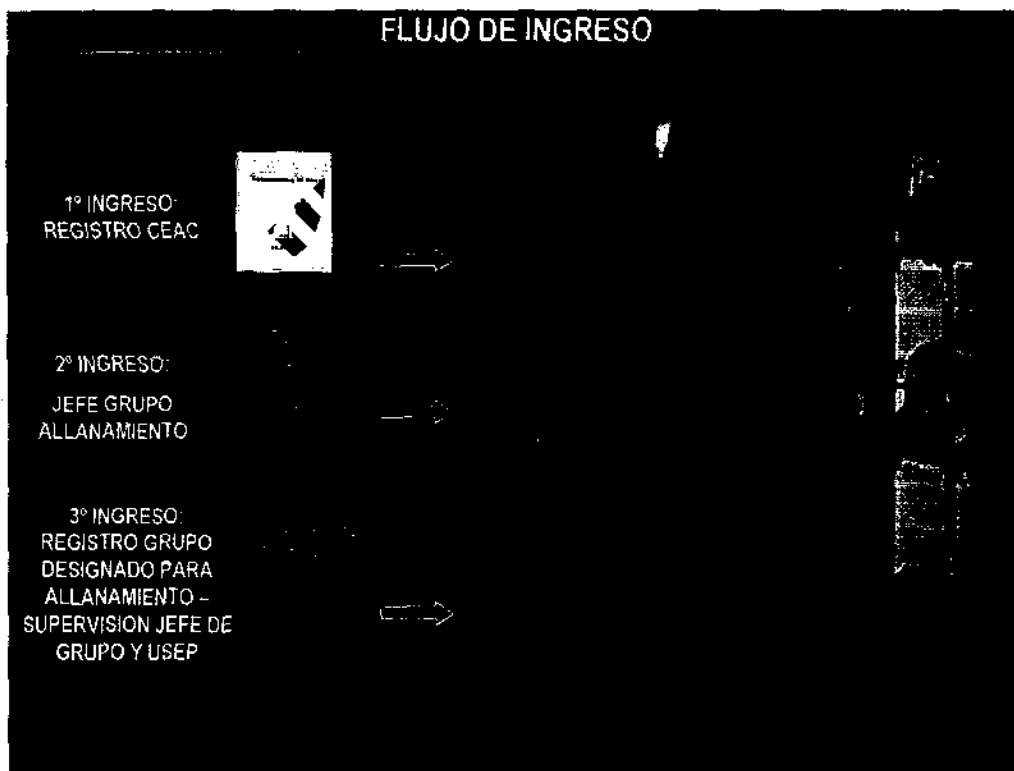 FLUJO DE INGRESO
1º INGRESO:
REGISTRO CEAC
2º INGRESO:
JEFE GRUPO
ALLANAMIENTO
3º INGRESO:
REGISTRO GRUPO
DESIGNADO PARA
ALLANAMIENTO –
SUPERVISION JEFE DE
GRUPO Y USEP